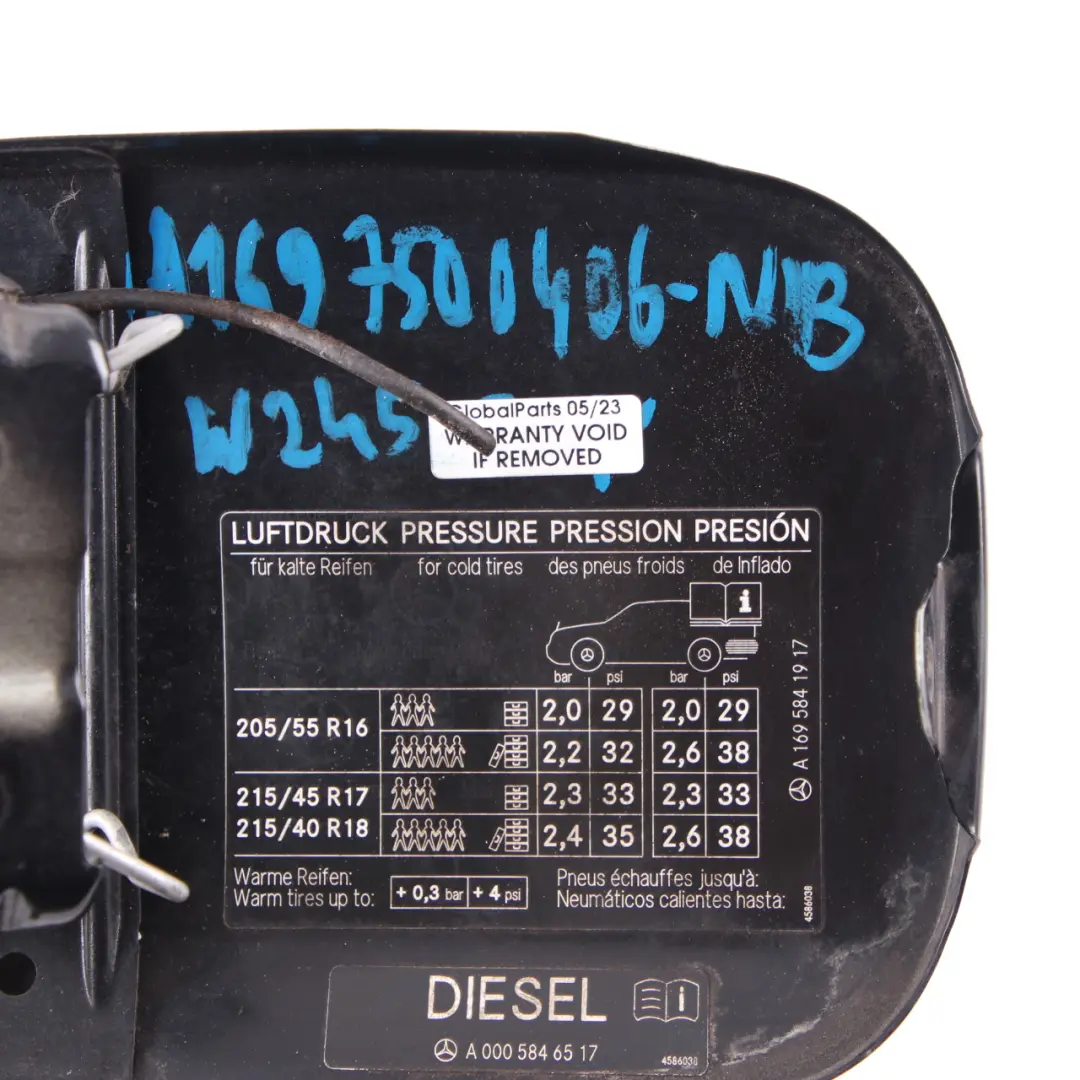 A1697500406-NIB
W245
GlobalParts 05/23
WARRANTY VOID
IF REMOVED
LUFTDRUCK PRESSURE PRESSION PRESIÓN
für kalte Reifen for cold tires des pneus froids de Inflado
i
bar psi bar psi
205/55 R16 2,0 29 2,0 29
2,2 32 2,6 38
215/45 R17 2,3 33 2,3 33
215/40 R18 2,4 35 2,6 38
Warme Reifen: Pneus échauffes jusqu'à:
Warm tires up to: + 0,3 bar + 4 psi Neumáticos calientes hasta:
A 169 584 19 17
4586038
DIESEL i
A 000 584 65 17 4586038